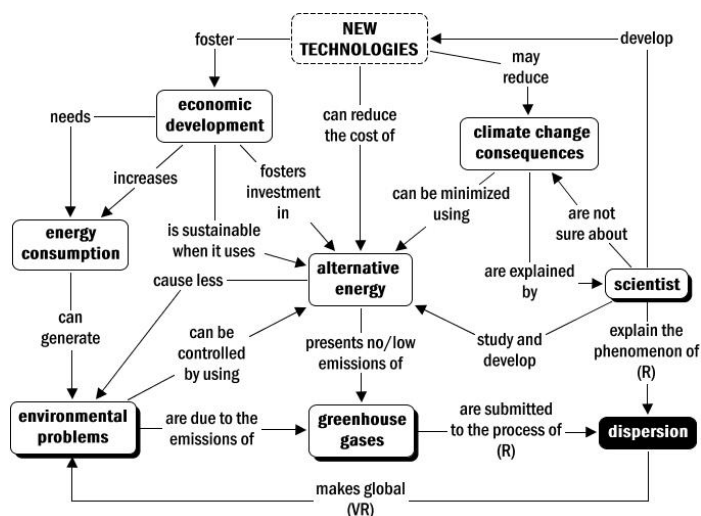 NEW
TECHNOLOGIES
foster
develop
may
reduce
economic
development
needs
can reduce
the cost of
climate change
consequences
increases
fosters
investment
in
can be minimized
using
are not
sure about
energy
consumption
is sustainable
when it uses
alternative
energy
cause less
are explained
by
scientist
can
generate
can be
controlled
by using
presents no/low
emissions of
study and
develop
explain the
phenomenon of
(R)
environmental
problems
are due to the
emissions of
greenhouse
gases
are submitted
to the process of
(R)
dispersion
makes global
(VR)